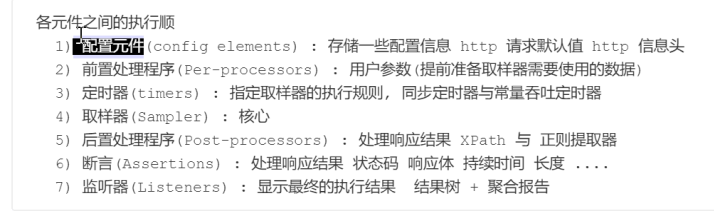 各元件之间的执行顺
1) 配置元件(config elements) : 存储一些配置信息 http 请求默认值 http 信息头
2) 前置处理程序(Per-processors) : 用户参数(提前准备取样器需要使用的数据)
3) 定时器(timers) : 指定取样器的执行规则, 同步定时器与常量吞吐定时器
4) 取样器(Sampler) : 核心
5) 后置处理程序(Post-processors) : 处理响应结果 XPath 与 正则提取器
6) 断言(Assertions) : 处理响应结果 状态码 响应体 持续时间 长度 ....
7) 监听器(Listeners) : 显示最终的执行结果 结果树 + 聚合报告